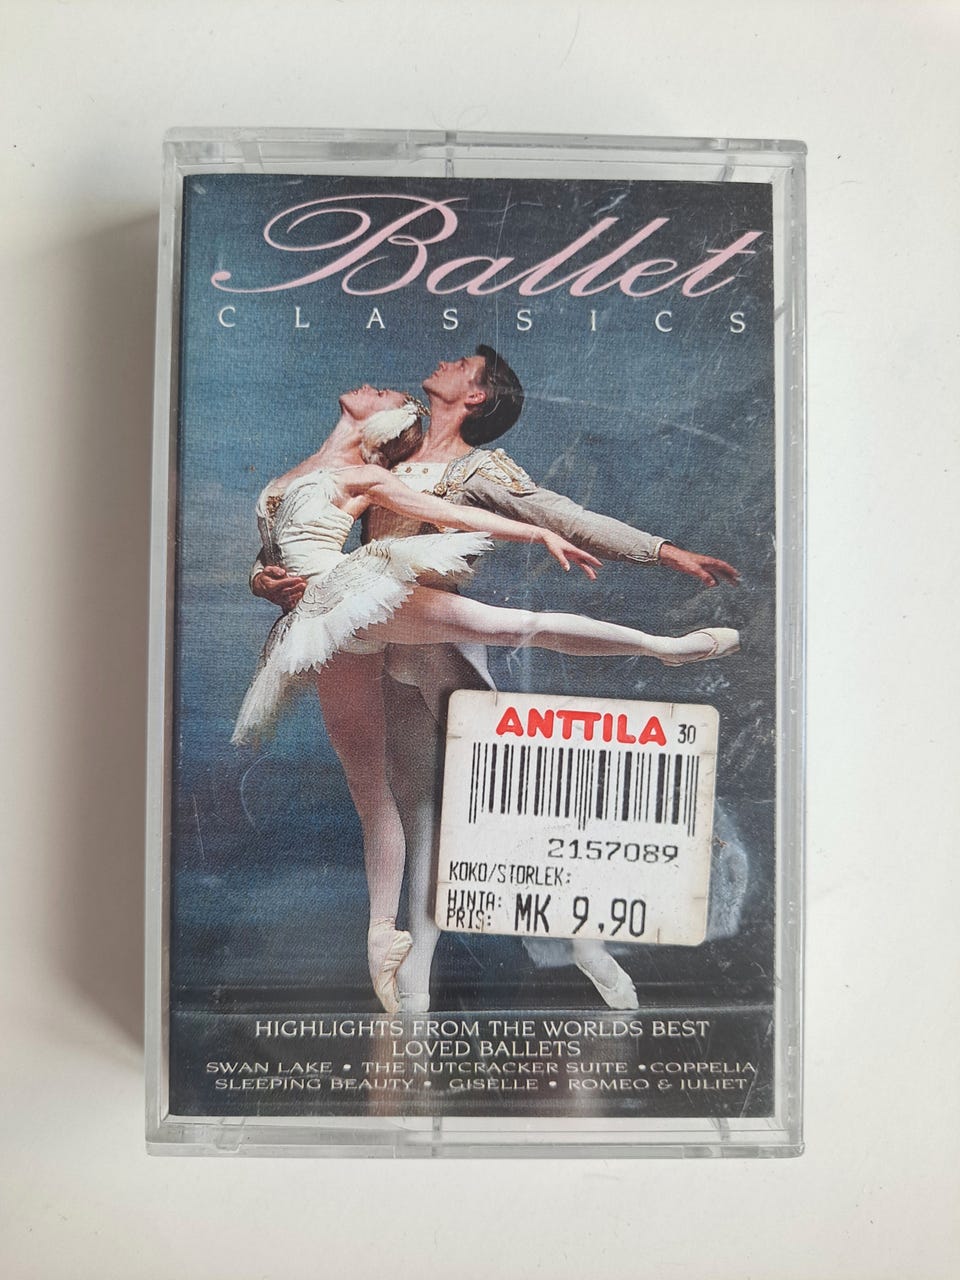 Ballet
CLASSICS
ANTTILA 30
2157089
KOKO/STORLEK:
HINTA:
PRIS: MK 9,90
HIGHLIGHTS FROM THE WORLDS BEST
LOVED BALLETS
SWAN LAKE • THE NUTCRACKER SUITE • COPPELIA
SLEEPING BEAUTY • GISELLE • ROMEO & JULIET